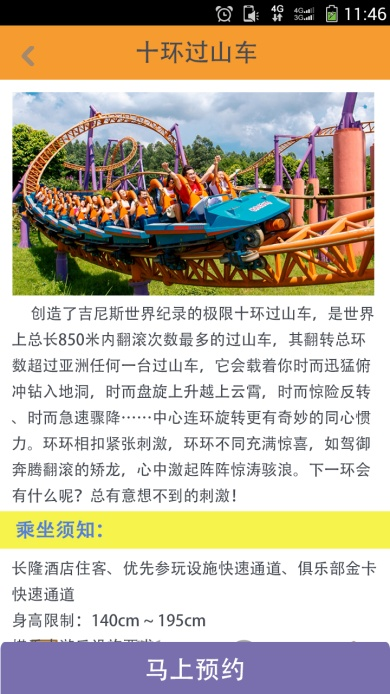 4G
4G
3G
11:46
十环过山车
创造了吉尼斯世界纪录的极限十环过山车，是世界
上总长850米内翻滚次数最多的过山车，其翻转总环
数超过亚洲任何一台过山车，它会载着你时而迅猛俯
冲钻入地洞，时而盘旋上升越上云霄，时而惊险反转
、时而急速骤降……中心连环旋转更有奇妙的同心惯
力。环环相扣紧张刺激，环环不同充满惊喜，如驾御
奔腾翻滚的矫龙，心中激起阵阵惊涛骇浪。下一环会
有什么呢？总有意想不到的刺激！
乘坐须知：
长隆酒店住客、优先参玩设施快速通道、俱乐部金卡
快速通道
身高限制：140cm～195cm
马上预约